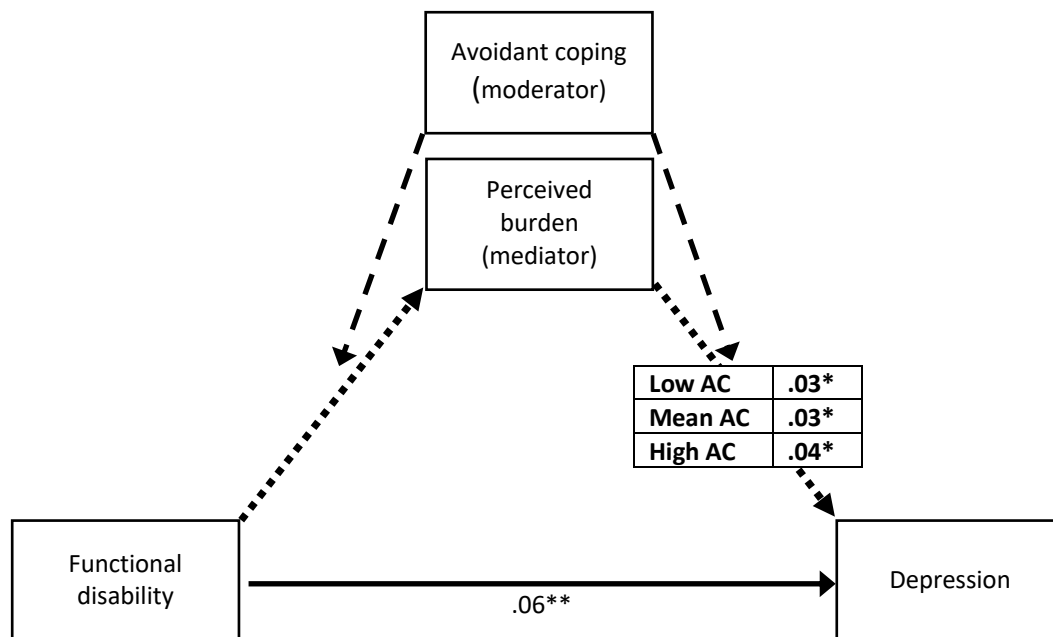 Avoidant coping
(moderator)
Perceived
burden
(mediator)
Low AC .03*
Mean AC .03*
High AC .04*
Functional
disability
.06**
Depression